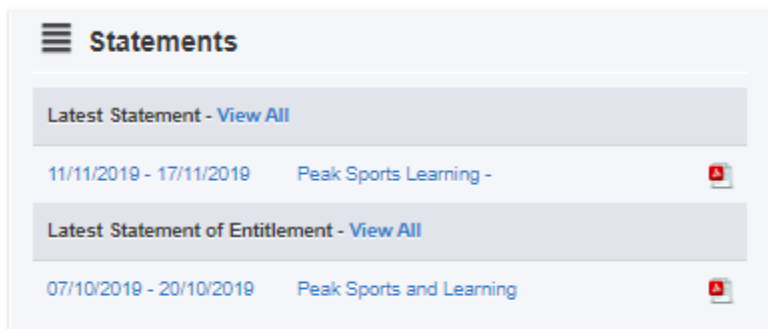 Statements
Latest Statement - View All
11/11/2019 - 17/11/2019 Peak Sports Learning -
Latest Statement of Entitlement - View All
07/10/2019 - 20/10/2019 Peak Sports and Learning